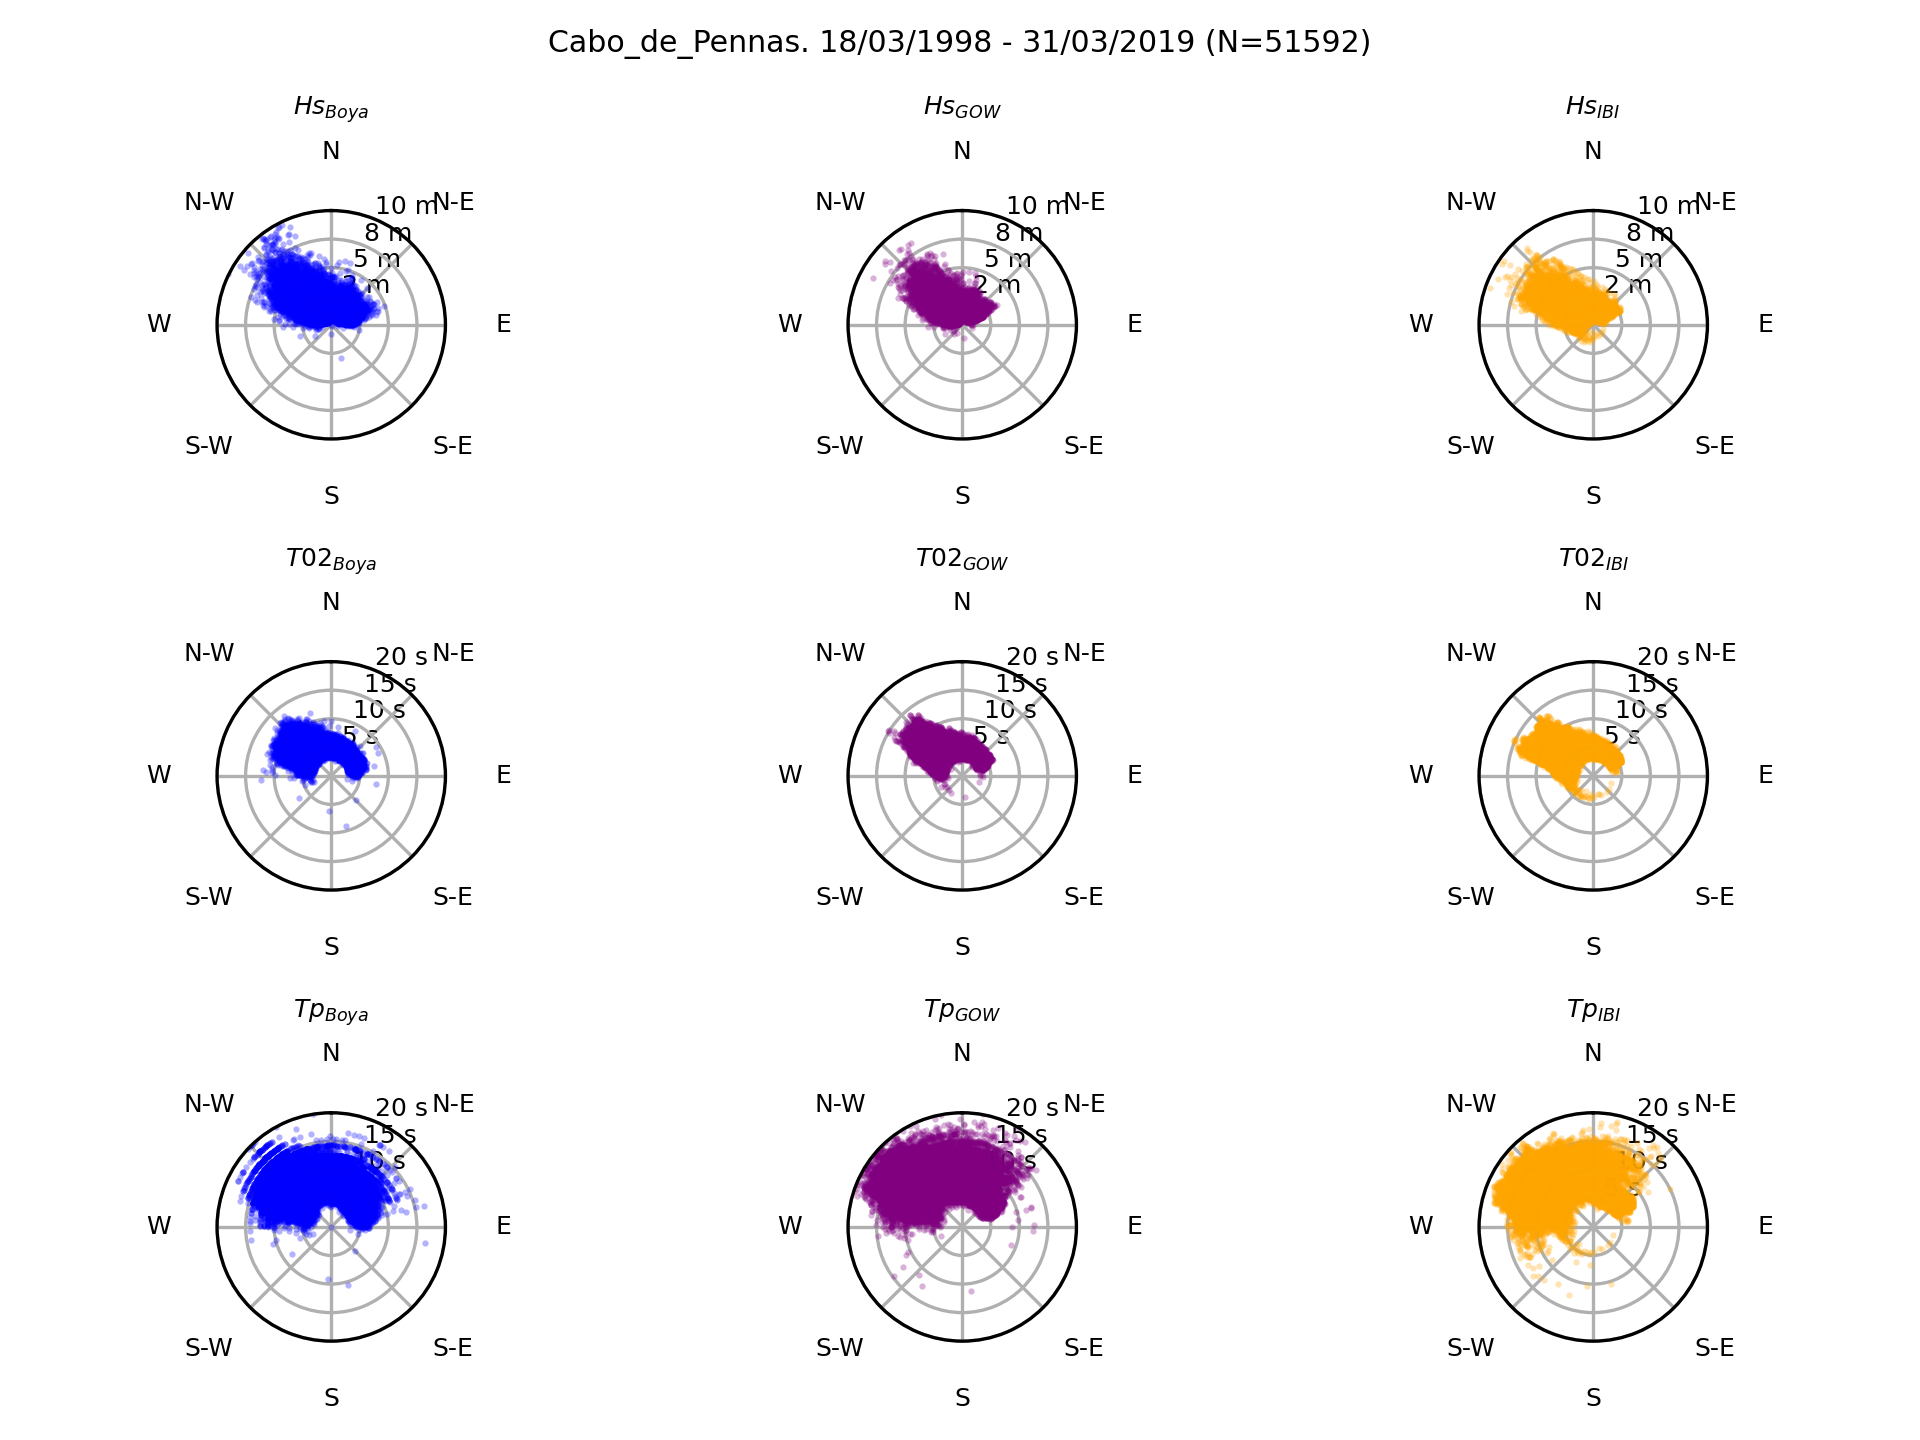 Cabo_de_Pennas. 18/03/1998 - 31/03/2019 (N=51592)
Hs_Boya Hs_GOW Hs_IBI
N N N
N-W 10 m N-E N-W 10 m N-E N-W 10 m N-E
8 m 8 m 8 m
5 m 5 m 5 m
2 m 2 m 2 m
W E W E W E
S-W S-E S-W S-E S-W S-E
S S S
T02_Boya T02_GOW T02_IBI
N N N
N-W 20 s N-E N-W 20 s N-E N-W 20 s N-E
15 s 15 s 15 s
10 s 10 s 10 s
5 s 5 s 5 s
W E W E W E
S-W S-E S-W S-E S-W S-E
S S S
Tp_Boya Tp_GOW Tp_IBI
N N N
N-W 20 s N-E N-W 20 s N-E N-W 20 s N-E
15 s 15 s 15 s
W E W E W E
S-W S-E S-W S-E S-W S-E
S S S